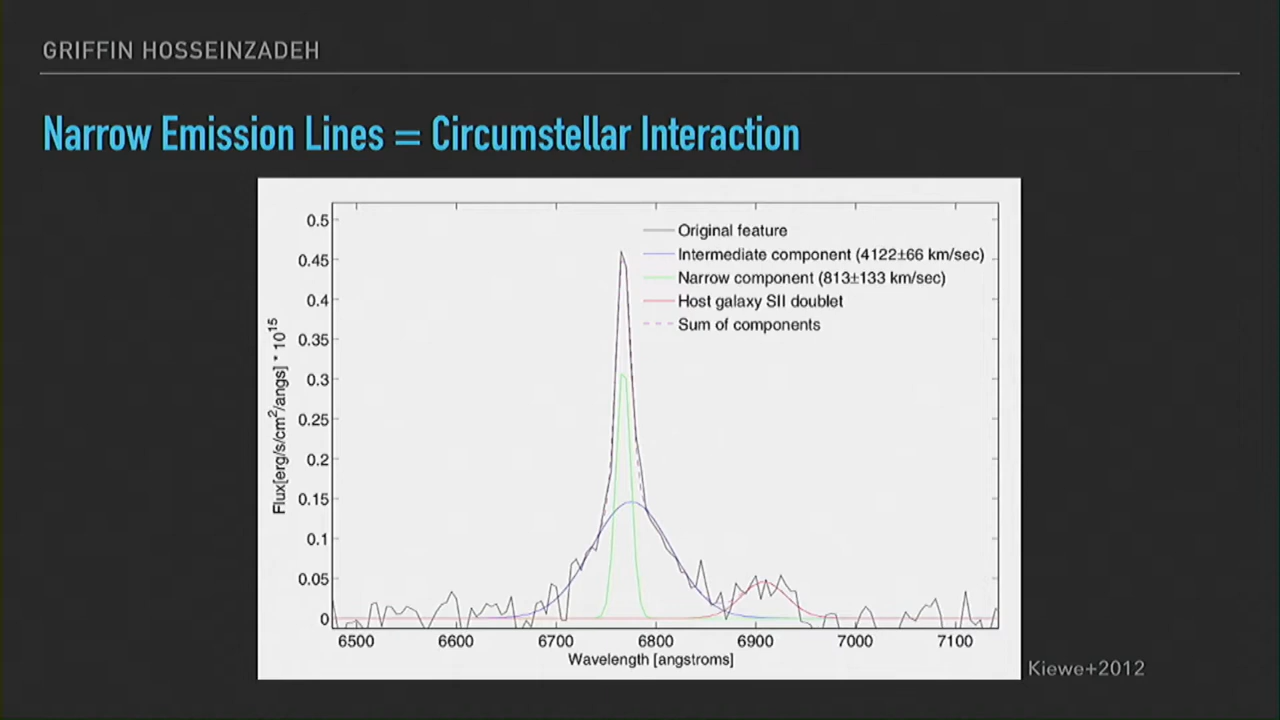 GRIFFIN HOSSEINZADEH
Narrow Emission Lines = Circumstellar Interaction
Original feature
Intermediate component (4122±66 km/sec)
Narrow component (813±133 km/sec)
Host galaxy SII doublet
Sum of components
0.5
0.45
0.4
0.35
0.3
0.25
0.2
0.15
0.1
0.05
0
Flux[erg/s/cm²/angs] * 10¹⁵
6500 6600 6700 6800 6900 7000 7100
Wavelength [angstroms]
Kiewe+2012